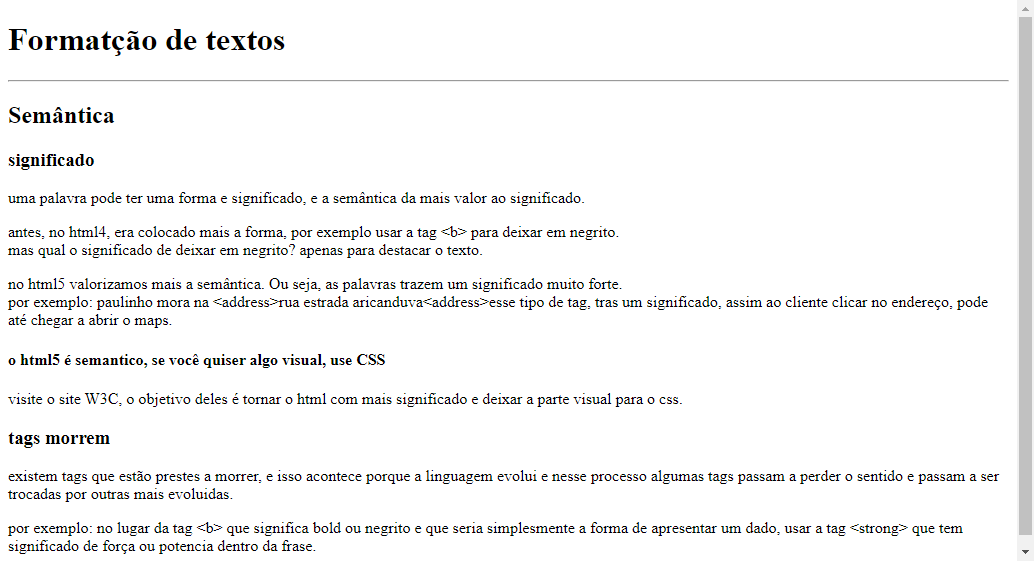 Formatção de textos
Semântica
significado
uma palavra pode ter uma forma e significado, e a semântica da mais valor ao significado.
antes, no html4, era colocado mais a forma, por exemplo usar a tag <b> para deixar em negrito.
mas qual o significado de deixar em negrito? apenas para destacar o texto.
no html5 valorizamos mais a semântica. Ou seja, as palavras trazem um significado muito forte.
por exemplo: paulinho mora na <address>rua estrada aricanduva<address>esse tipo de tag, tras um significado, assim ao cliente clicar no endereço, pode
até chegar a abrir o maps.
o html5 é semantico, se você quiser algo visual, use CSS
visite o site W3C, o objetivo deles é tornar o html com mais significado e deixar a parte visual para o css.
tags morrem
existem tags que estão prestes a morrer, e isso acontece porque a linguagem evolui e nesse processo algumas tags passam a perder o sentido e passam a ser
trocadas por outras mais evoluidas.
por exemplo: no lugar da tag <b> que significa bold ou negrito e que seria simplesmente a forma de apresentar um dado, usar a tag <strong> que tem
significado de força ou potencia dentro da frase.